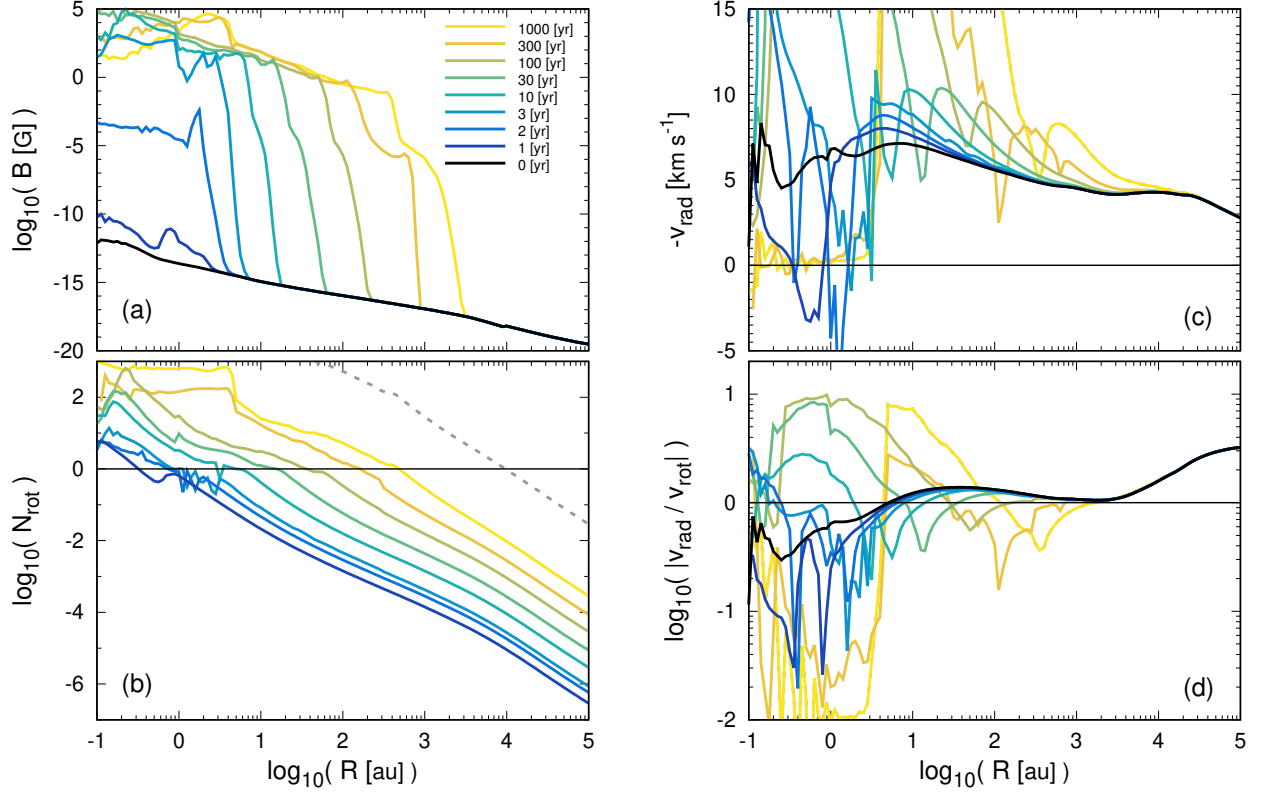 5
0
-5
-10
-15
-20
log10( B [G] )
1000 [yr]
300 [yr]
100 [yr]
30 [yr]
10 [yr]
3 [yr]
2 [yr]
1 [yr]
0 [yr]
(a)
15
10
5
0
-5
-vrad [km s-1]
(c)
2
0
-2
-4
-6
log10( Nrot )
(b)
-1 0 1 2 3 4 5
log10( R [au] )
1
0
-1
-2
log10( |vrad / vrot| )
(d)
-1 0 1 2 3 4 5
log10( R [au] )